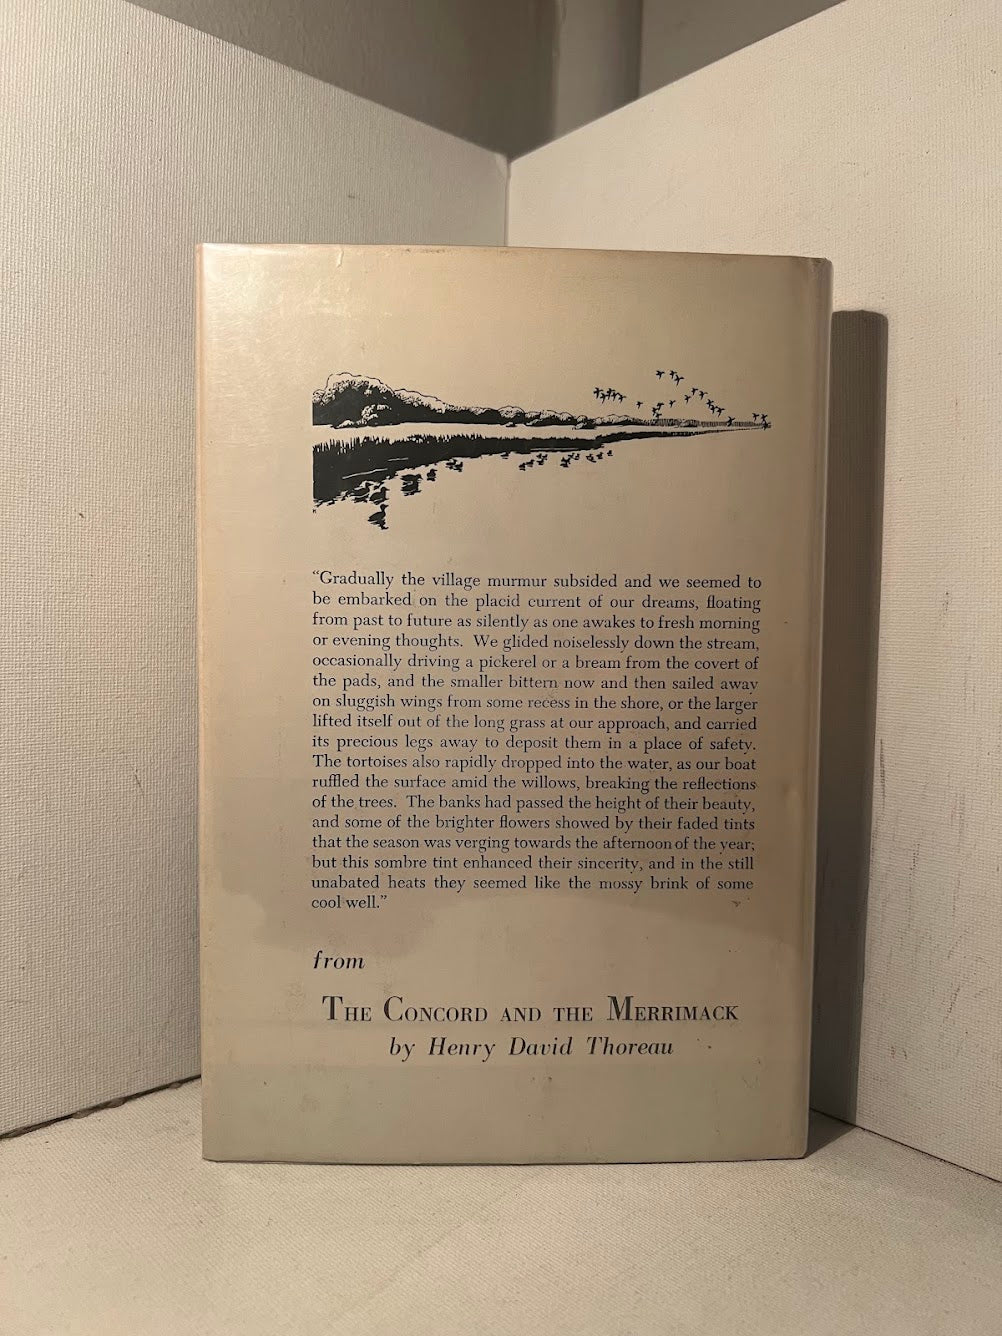 “Gradually the village murmur subsided and we seemed to
be embarked on the placid current of our dreams, floating
from past to future as silently as one awakes to fresh morning
or evening thoughts. We glided noiselessly down the stream,
occasionally driving a pickerel or a bream from the covert of
the pads, and the smaller bittern now and then sailed away
on sluggish wings from some recess in the shore, or the larger
lifted itself out of the long grass at our approach, and carried
its precious legs away to deposit them in a place of safety.
The tortoises also rapidly dropped into the water, as our boat
ruffled the surface amid the willows, breaking the reflections
of the trees. The banks had passed the height of their beauty,
and some of the brighter flowers showed by their faded tints
that the season was verging towards the afternoon of the year;
but this sombre tint enhanced their sincerity, and in the still
unabated heats they seemed like the mossy brink of some
cool well.”
from
The Concord and the Merrimack
by Henry David Thoreau